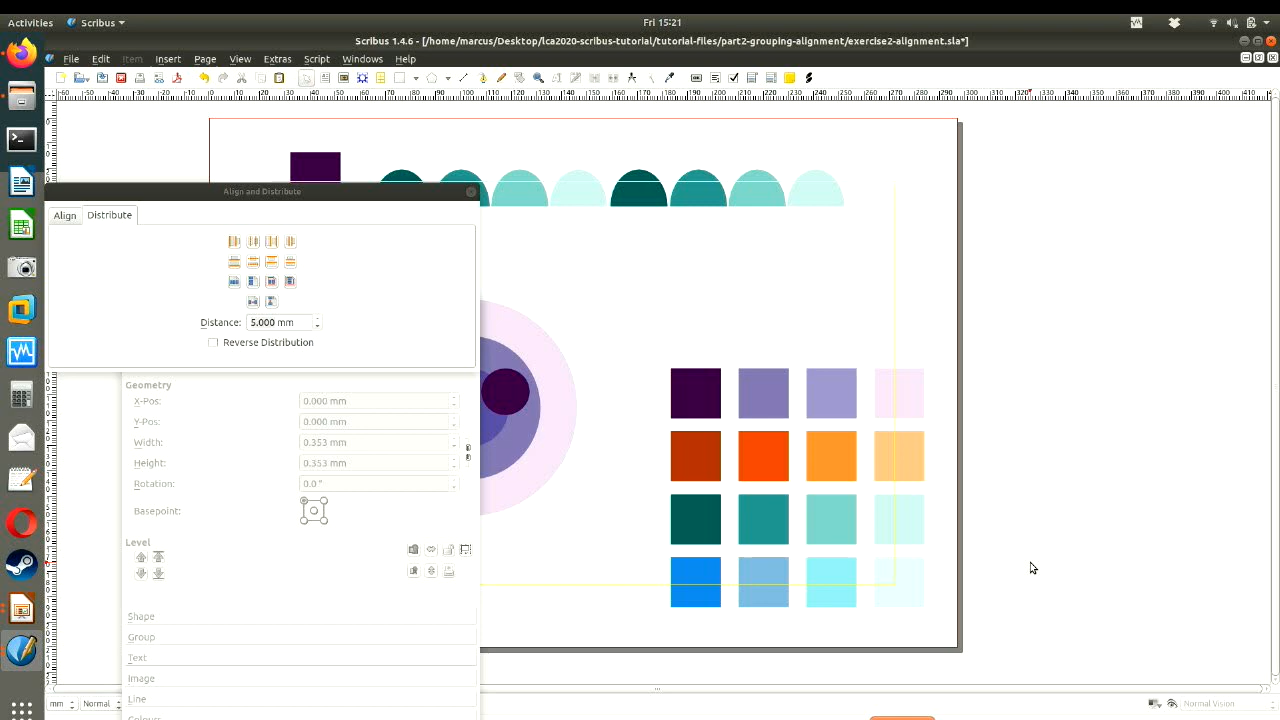 Activities Scribus Fri 15:21
Scribus 1.4.6 - [/home/marcus/Desktop/lca2020-scribus-tutorial/tutorial-files/part2-grouping-alignment/exercise2-alignment.sla*]
File Edit Item Insert Page View Extras Script Windows Help
Align and Distribute
Align Distribute
Distance: 5.000 mm
Reverse Distribution
Geometry
X-Pos: 0.000 mm
Y-Pos: 0.000 mm
Width: 0.353 mm
Height: 0.353 mm
Rotation: 0.0 °
Basepoint:
Level
Shape
Group
Text
Image
Line
mm Normal Normal Vision